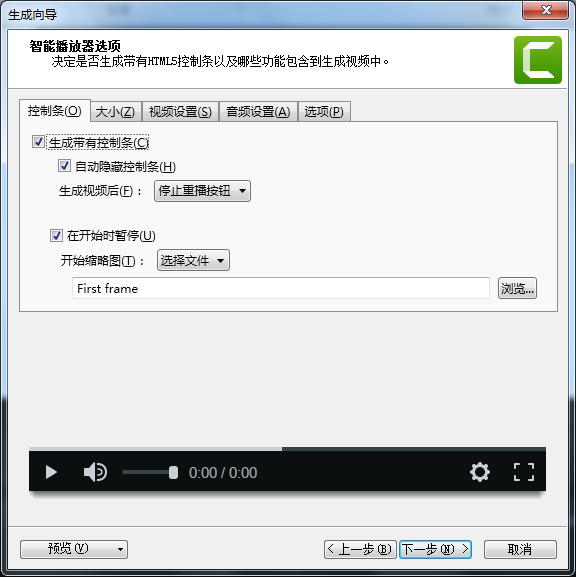 生成向导
智能播放器选项
决定是否生成带有HTML5控制条以及哪些功能包含到生成视频中。
控制条(O) 大小(Z) 视频设置(S) 音频设置(A) 选项(P)
生成带有控制条(C)
自动隐藏控制条(H)
生成视频后(F)： 停止重播按钮
在开始时暂停(U)
开始缩略图(T)： 选择文件
First frame 浏览...
0:00 / 0:00
预览(V) < 上一步(B) 下一步(N) > 取消